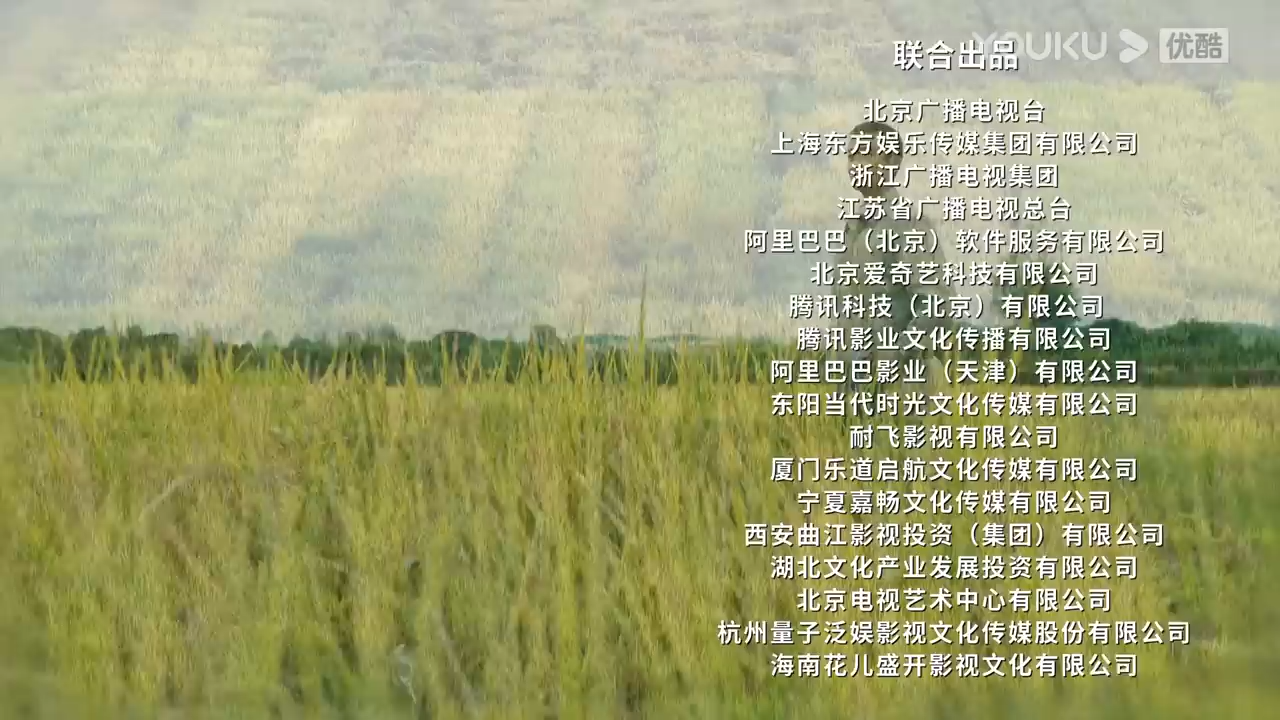 YOUKU 优酷
联合出品
北京广播电视台
上海东方娱乐传媒集团有限公司
浙江广播电视集团
江苏省广播电视总台
阿里巴巴（北京）软件服务有限公司
北京爱奇艺科技有限公司
腾讯科技（北京）有限公司
腾讯影业文化传播有限公司
阿里巴巴影业（天津）有限公司
东阳当代时光文化传媒有限公司
耐飞影视有限公司
厦门乐道启航文化传媒有限公司
宁夏嘉畅文化传媒有限公司
西安曲江影视投资（集团）有限公司
湖北文化产业发展投资有限公司
北京电视艺术中心有限公司
杭州量子泛娱影视文化传媒股份有限公司
海南花儿盛开影视文化有限公司